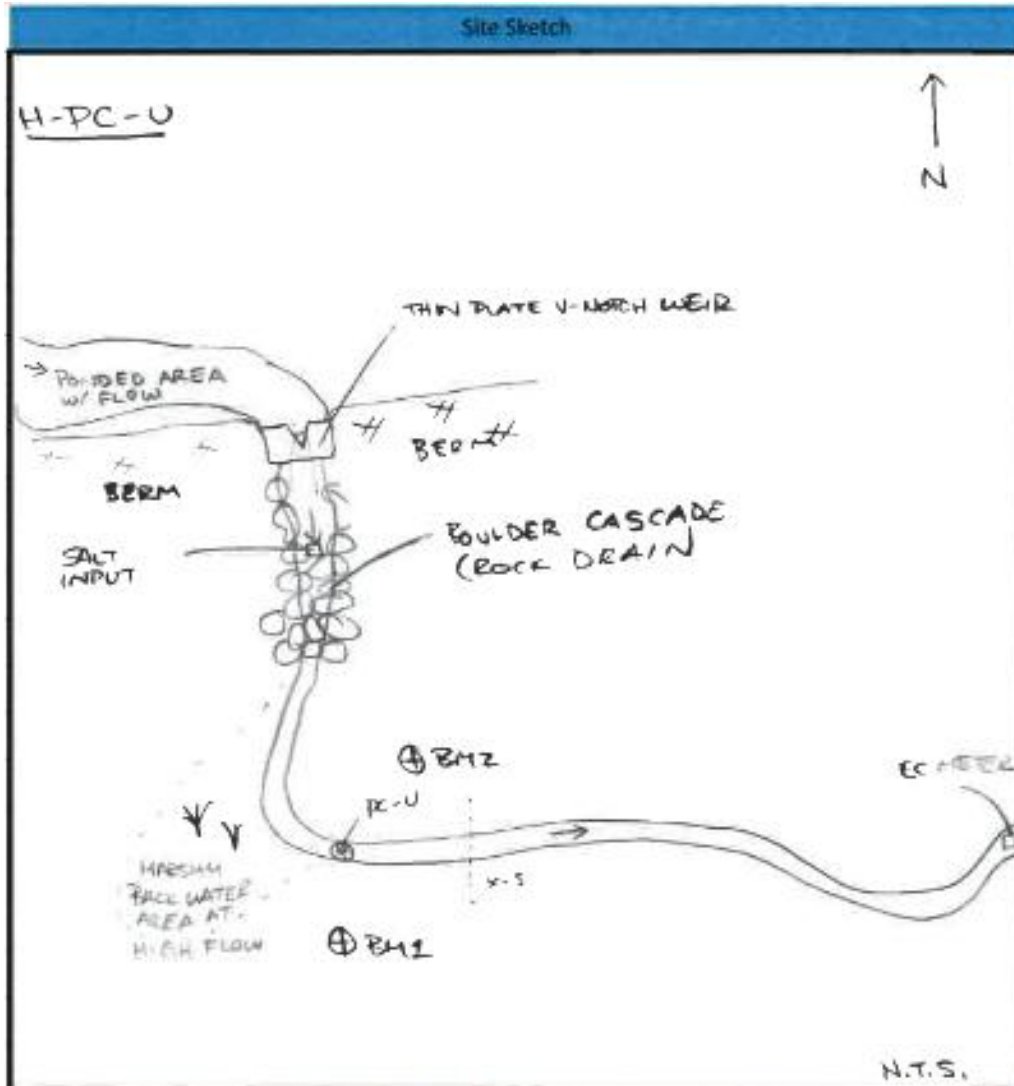 Site Sketch
H-PC-U
N
THIN PLATE V-NOTCH WEIR
PONDED AREA
W/ FLOW
BERM
BERM
SALT
INPUT
BOULDER CASCADE
(ROCK DRAIN
BM2
PC-U
EC METER
X-S
MARSHY
BACK WATER
AREA AT
HIGH FLOW
BM1
N.T.S.